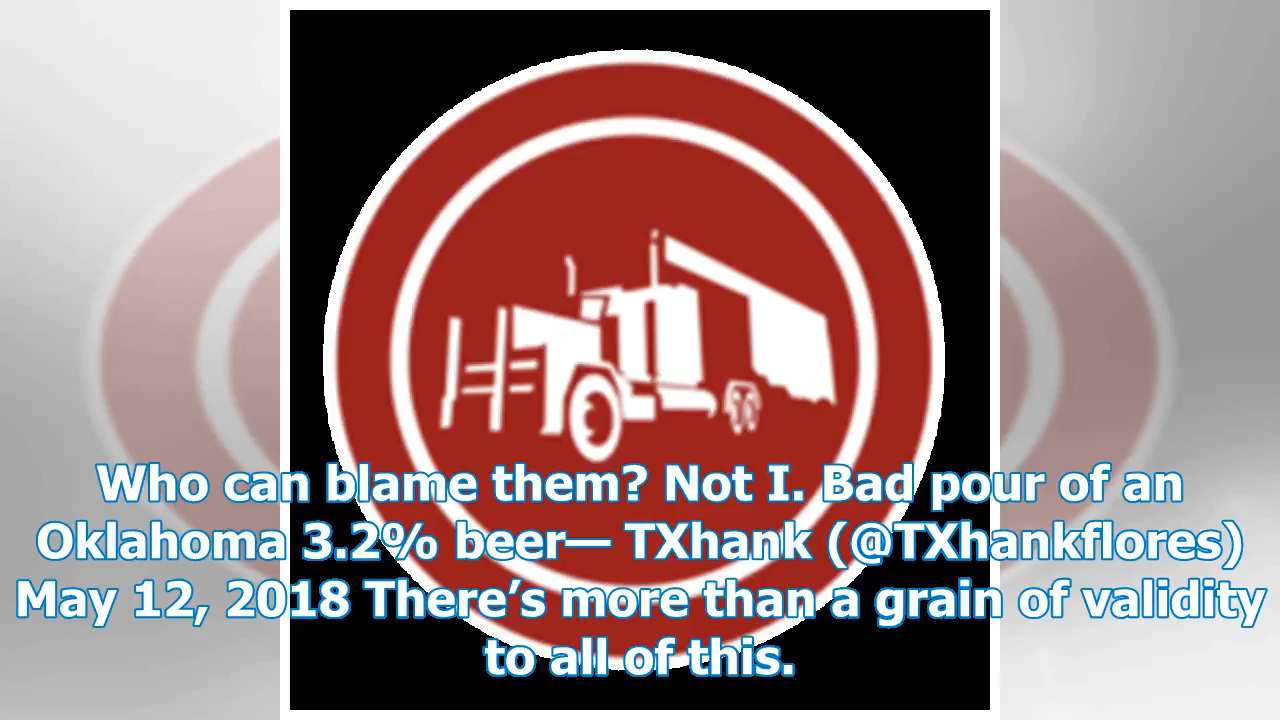 Who can blame them? Not I. Bad pour of an
Oklahoma 3.2% beer— TXhank (@TXhankflores)
May 12, 2018 There’s more than a grain of validity
to all of this.